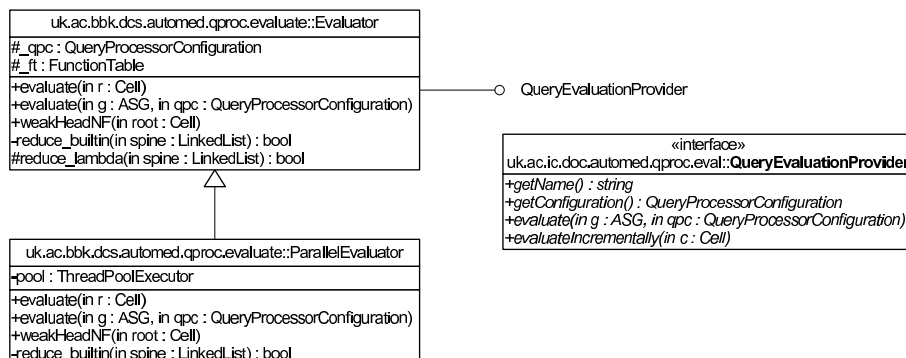 uk.ac.bbk.dcs.automed.qproc.evaluate::Evaluator
#_qpc : QueryProcessorConfiguration
#_ft : FunctionTable
+evaluate(in r : Cell)
+evaluate(in g : ASG, in qpc : QueryProcessorConfiguration)
+weakHeadNF(in root : Cell)
-reduce_builtin(in spine : LinkedList) : bool
#reduce_lambda(in spine : LinkedList) : bool
QueryEvaluationProvider
«interface»
uk.ac.ic.doc.automed.qproc.eval::QueryEvaluationProvider
+getName() : string
+getConfiguration() : QueryProcessorConfiguration
+evaluate(in g : ASG, in qpc : QueryProcessorConfiguration)
+evaluateIncrementally(in c : Cell)
uk.ac.bbk.dcs.automed.qproc.evaluate::ParallelEvaluator
-pool : ThreadPoolExecutor
+evaluate(in r : Cell)
+evaluate(in g : ASG, in qpc : QueryProcessorConfiguration)
+weakHeadNF(in root : Cell)
-reduce_builtin(in spine : LinkedList) : bool